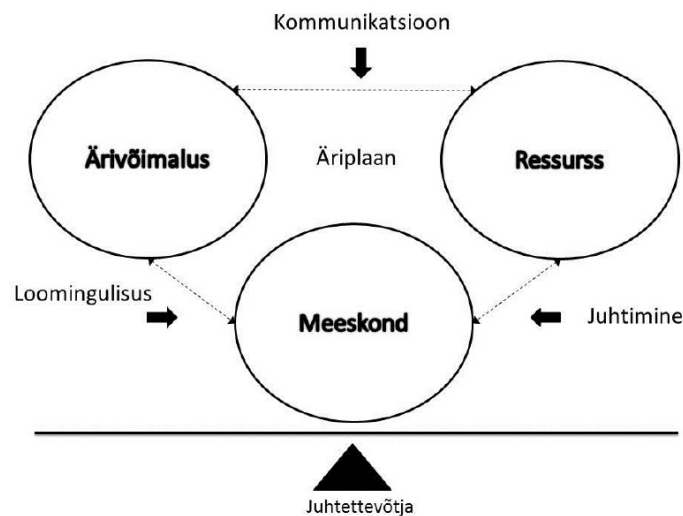 Kommunikatsioon
Ärivõimalus
Äriplaan
Ressurss
Loomingulisus
Meeskond
Juhtimine
Juhtettevõtja